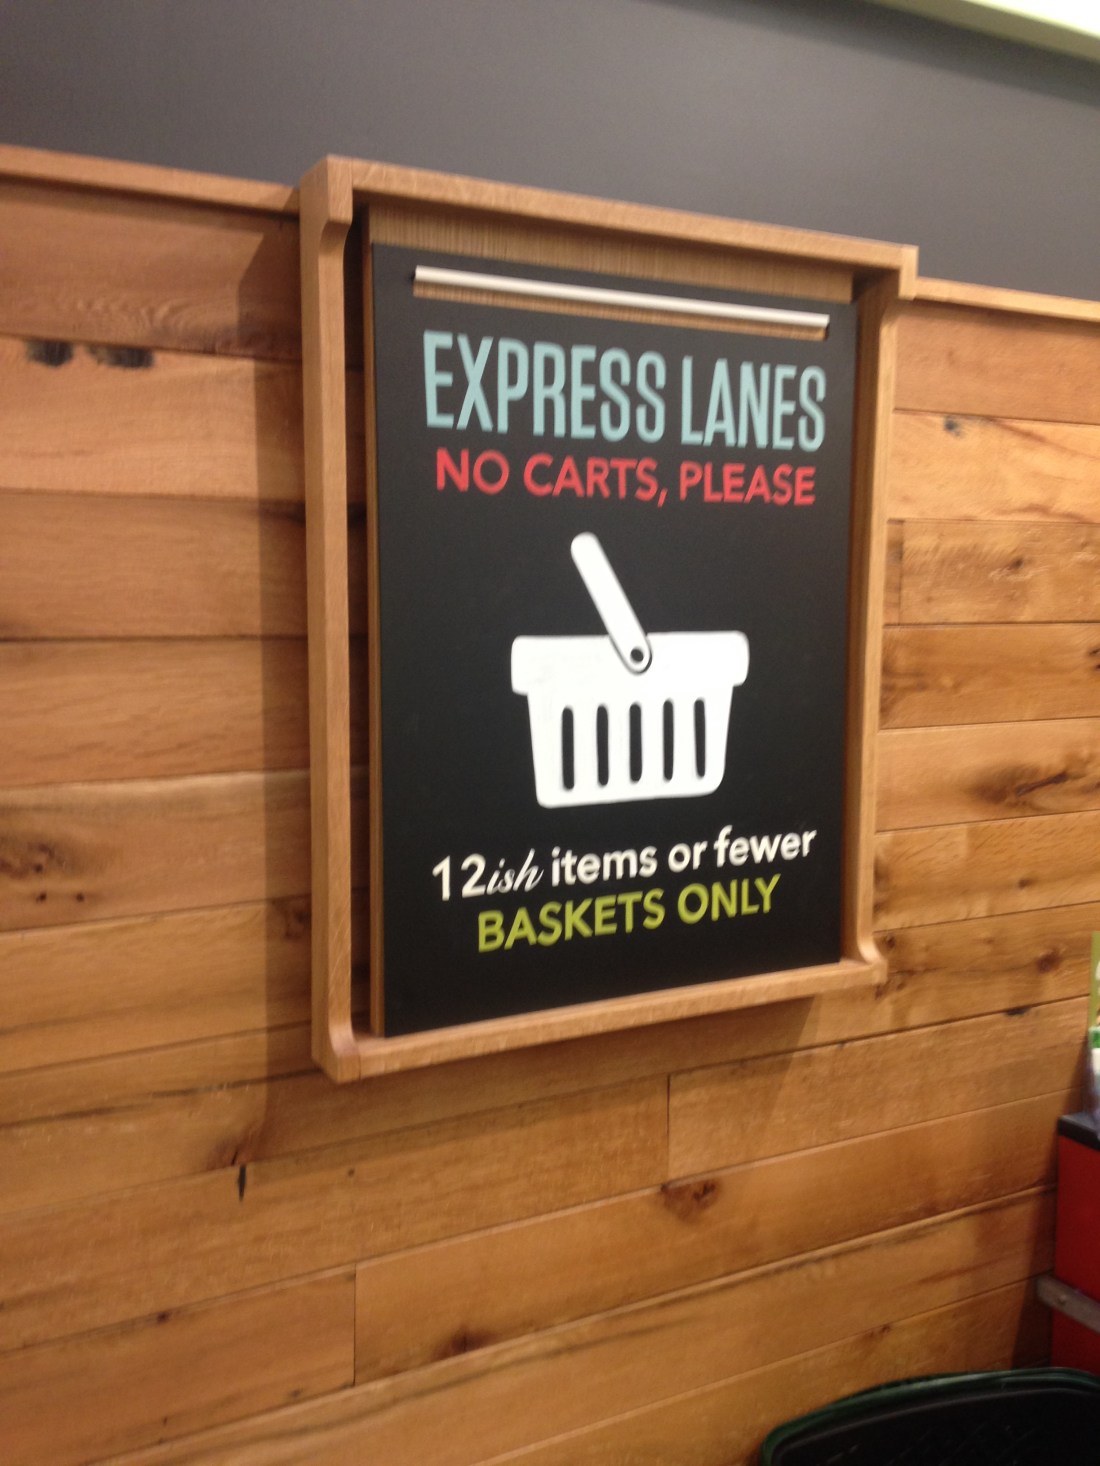 EXPRESS LANES
NO CARTS, PLEASE
12ish items or fewer
BASKETS ONLY